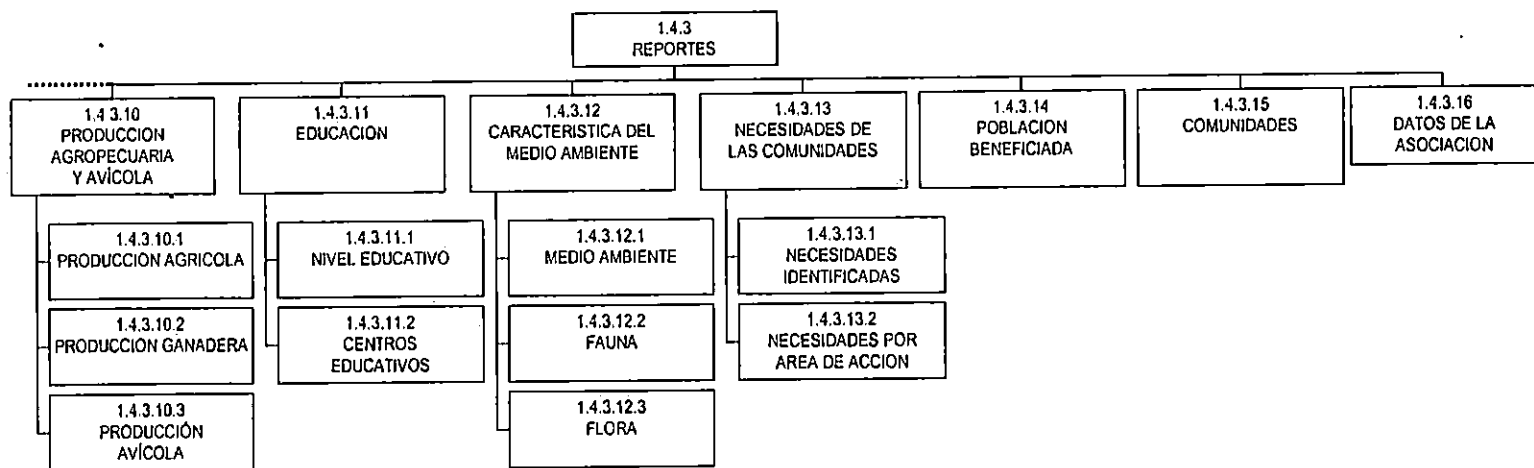 1.4.3
REPORTES
1.4 3.10
PRODUCCION
AGROPECUARIA
Y AVÍCOLA
1.4.3.11
EDUCACION
1.4.3.12
CARACTERISTICA DEL
MEDIO AMBIENTE
1.4.3.13
NECESIDADES DE
LAS COMUNIDADES
1.4.3.14
POBLACION
BENEFICIADA
1.4.3.15
COMUNIDADES
1.4.3.16
DATOS DE LA
ASOCIACION
1.4.3.10.1
PRODUCCION AGRICOLA
1.4.3.10.2
PRODUCCION GANADERA
1.4.3.10.3
PRODUCCIÓN
AVÍCOLA
1.4.3.11.1
NIVEL EDUCATIVO
1.4.3.11.2
CENTROS
EDUCATIVOS
1.4.3.12.1
MEDIO AMBIENTE
1.4.3.12.2
FAUNA
1.4.3.12.3
FLORA
1.4.3.13.1
NECESIDADES
IDENTIFICADAS
1.4.3.13.2
NECESIDADES POR
AREA DE ACCION